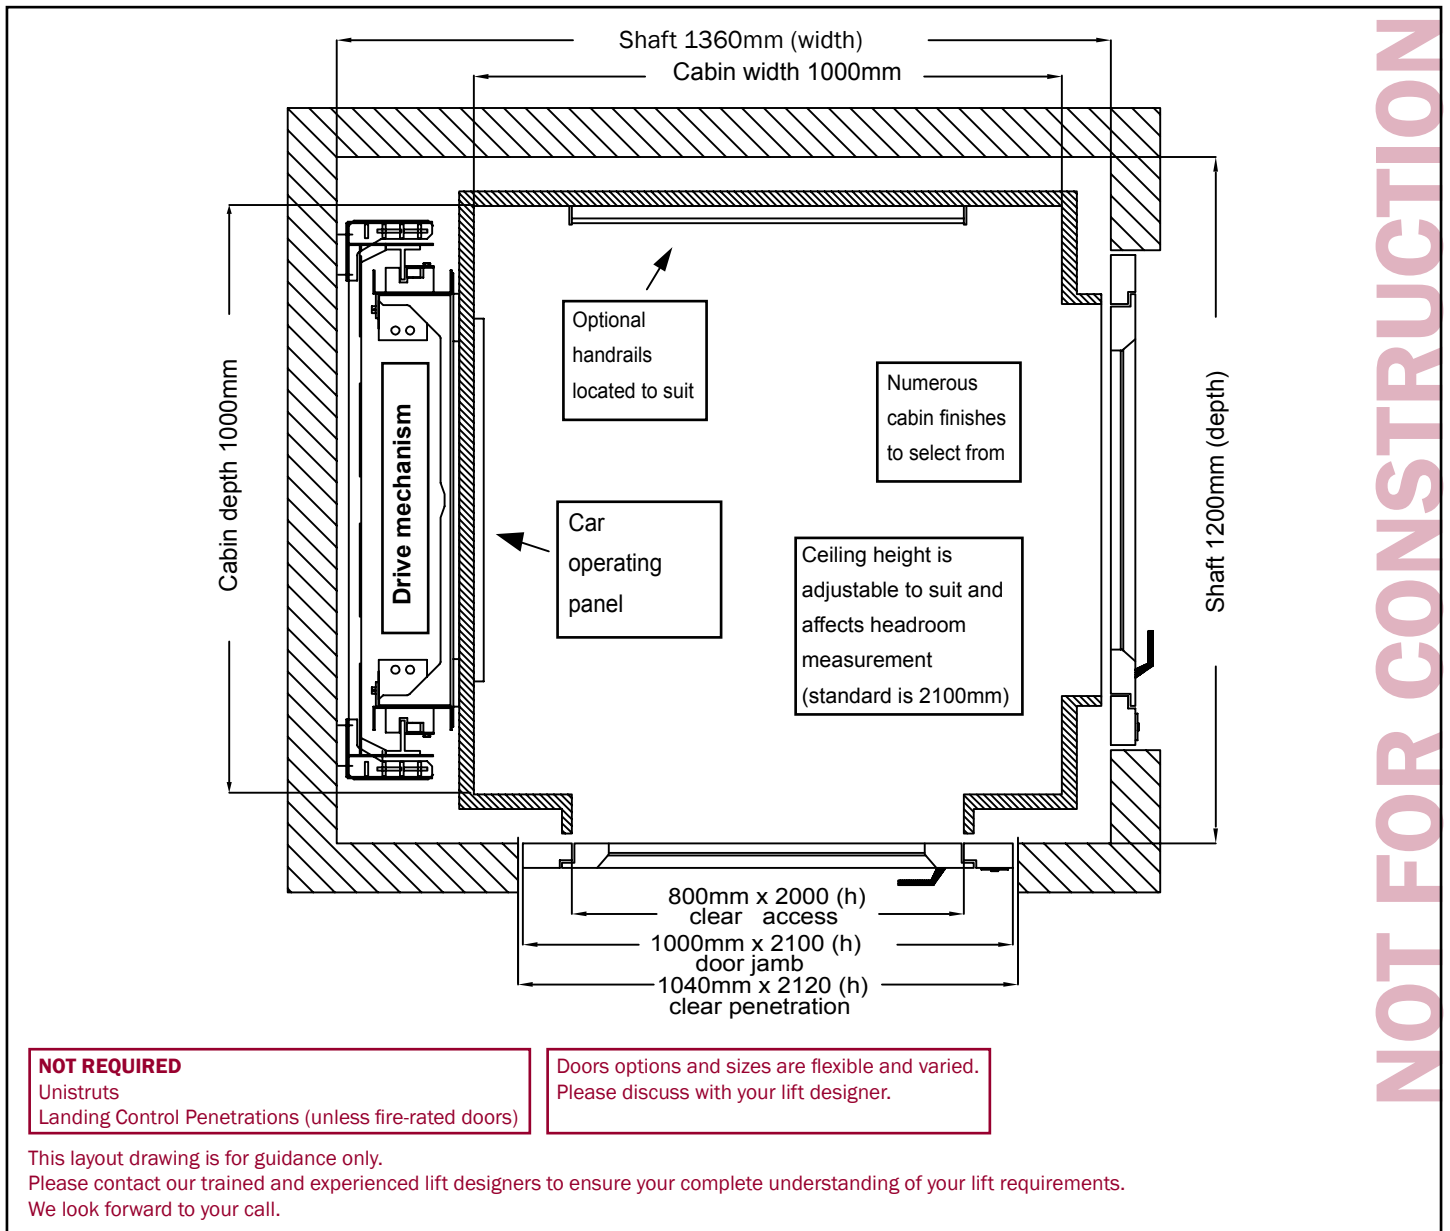 Shaft 1360mm (width)
Cabin width 1000mm
Cabin depth 1000mm
Drive mechanism
Optional
handrails
located to suit
Numerous
cabin finishes
to select from
Car
operating
panel
Ceiling height is
adjustable to suit and
affects headroom
measurement
(standard is 2100mm)
Shaft 1200mm (depth)
NOT FOR CONSTRUCTION
800mm x 2000 (h)
clear access
1000mm x 2100 (h)
door jamb
1040mm x 2120 (h)
clear penetration
NOT REQUIRED
Unistruts
Landing Control Penetrations (unless fire-rated doors)
Doors options and sizes are flexible and varied.
Please discuss with your lift designer.
This layout drawing is for guidance only.
Please contact our trained and experienced lift designers to ensure your complete understanding of your lift requirements.
We look forward to your call.